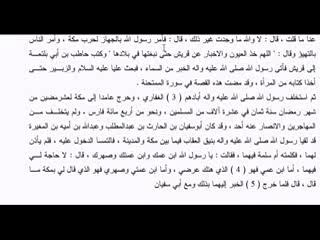 عنا ما قلت ، قال : لا والله ما وجدت غير ذلك ، قال : فأمر رسول الله بالجهاز لحرب مكة ، وأمر الناس
بالتهيؤ وقال : " اللهم خذ العيون والاخبار عن قريش حتى نبغتها في بلادها " وكتب حاطب بن أبي بلتعة
إلى قريش فأتى رسول الله صلى الله عليه وآله الخبر من السماء ، فبعث عليا عليه السلام والزبير حتى
أخذا كتابه من المرأة ، وقد مضت هذه القصة في سورة الممتحنة .
ثم استخلف رسول الله صلى الله عليه وآله أبادهم ( 3 ) الغفاري ، وخرج عامدا إلى مكة لعشر مضين من
شهر رمضان سنة ثمان في عشرة آلاف من المسلمين ، ونحو من أربع مائة فارس ، ولم يتخلف من
المهاجرين والانصار عنه أحد ، وقد كان أبوسفيان بن الحارث بن عبدالمطلب وعبدالله بن أبي أمية بن المغيرة
قد لقيا رسول الله صلى الله عليه وآله بنيق العقاب فيما بين مكة والمدينة ، فالتمسا الدخول عليه ، فلم يأذن
لهما ، فكلمته أم سلمة فيهما ، فقالت : يا رسول الله ابن عمك وابن عمتك وصهرك ، قال : لا حاجة لي
فيهما ، أما ابن عمي فهو ( 4 ) الذي هتك عرضي ، وأما ابن عمتي وصهري فهو الذي قال لي بمكة ما
قال ، قال فلما خرج ( 5 ) الخبر إليهما بذلك ومع أبي سفيان